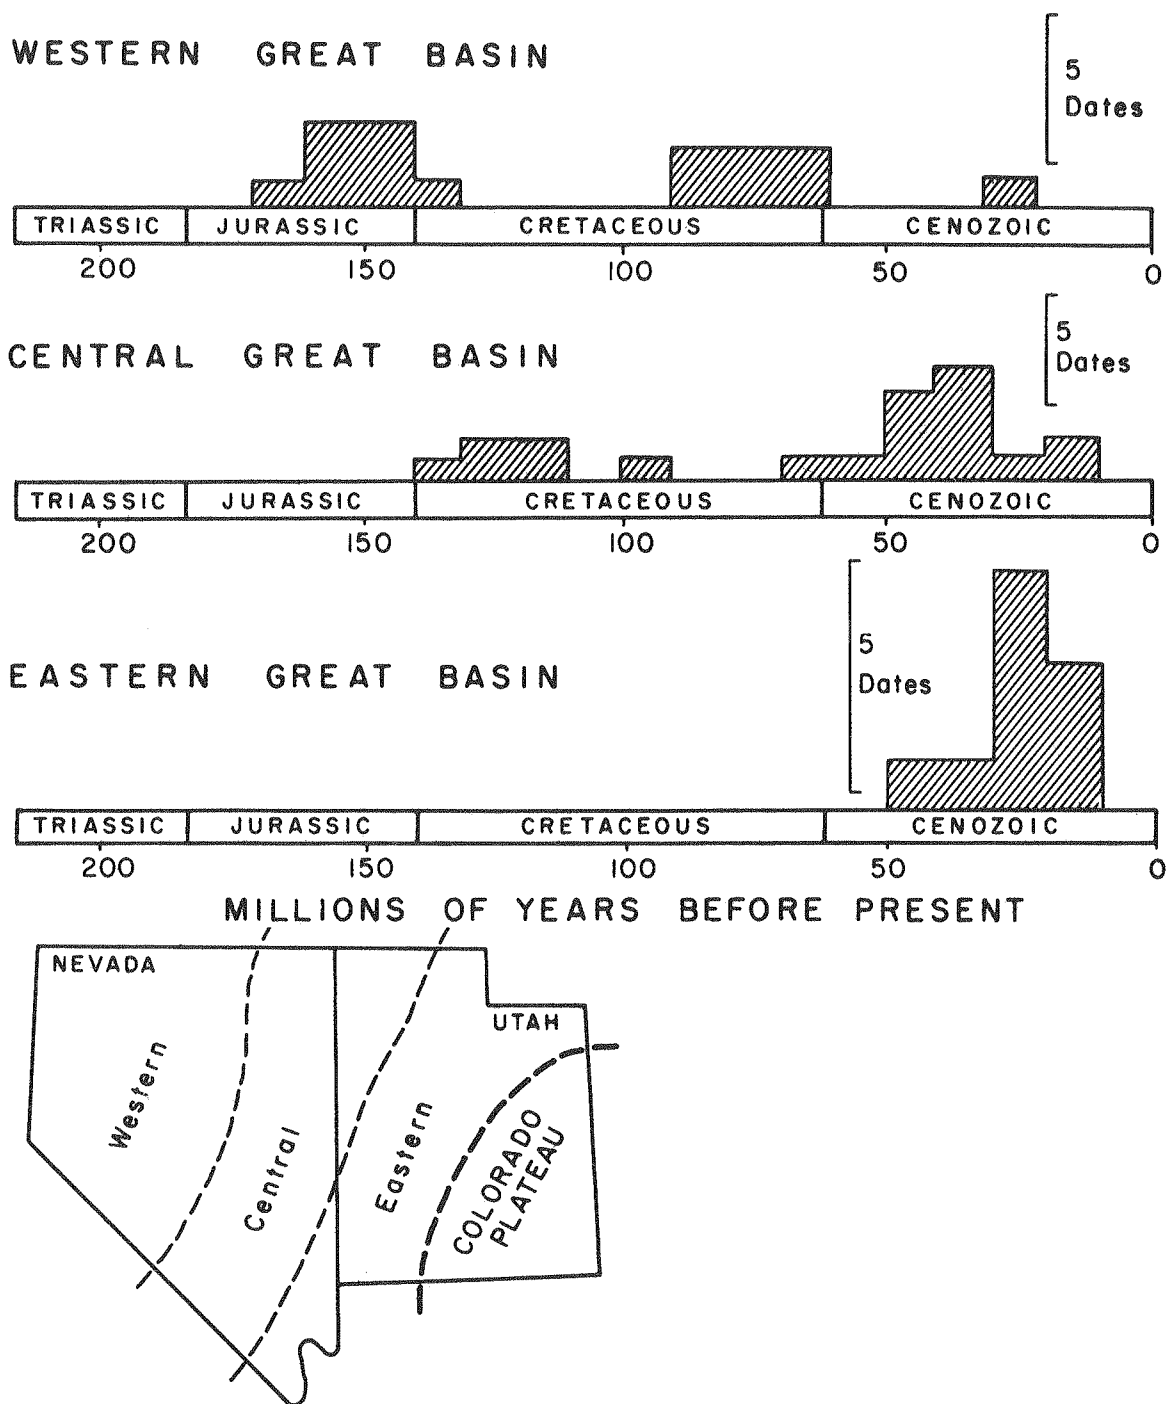 WESTERN GREAT BASIN
5
Dates
TRIASSIC JURASSIC CRETACEOUS CENOZOIC
200 150 100 50 0
CENTRAL GREAT BASIN
5
Dates
TRIASSIC JURASSIC CRETACEOUS CENOZOIC
200 150 100 50 0
EASTERN GREAT BASIN
5
Dates
TRIASSIC JURASSIC CRETACEOUS CENOZOIC
200 150 100 50 0
MILLIONS OF YEARS BEFORE PRESENT
NEVADA
UTAH
Western
Central
Eastern
COLORADO
PLATEAU